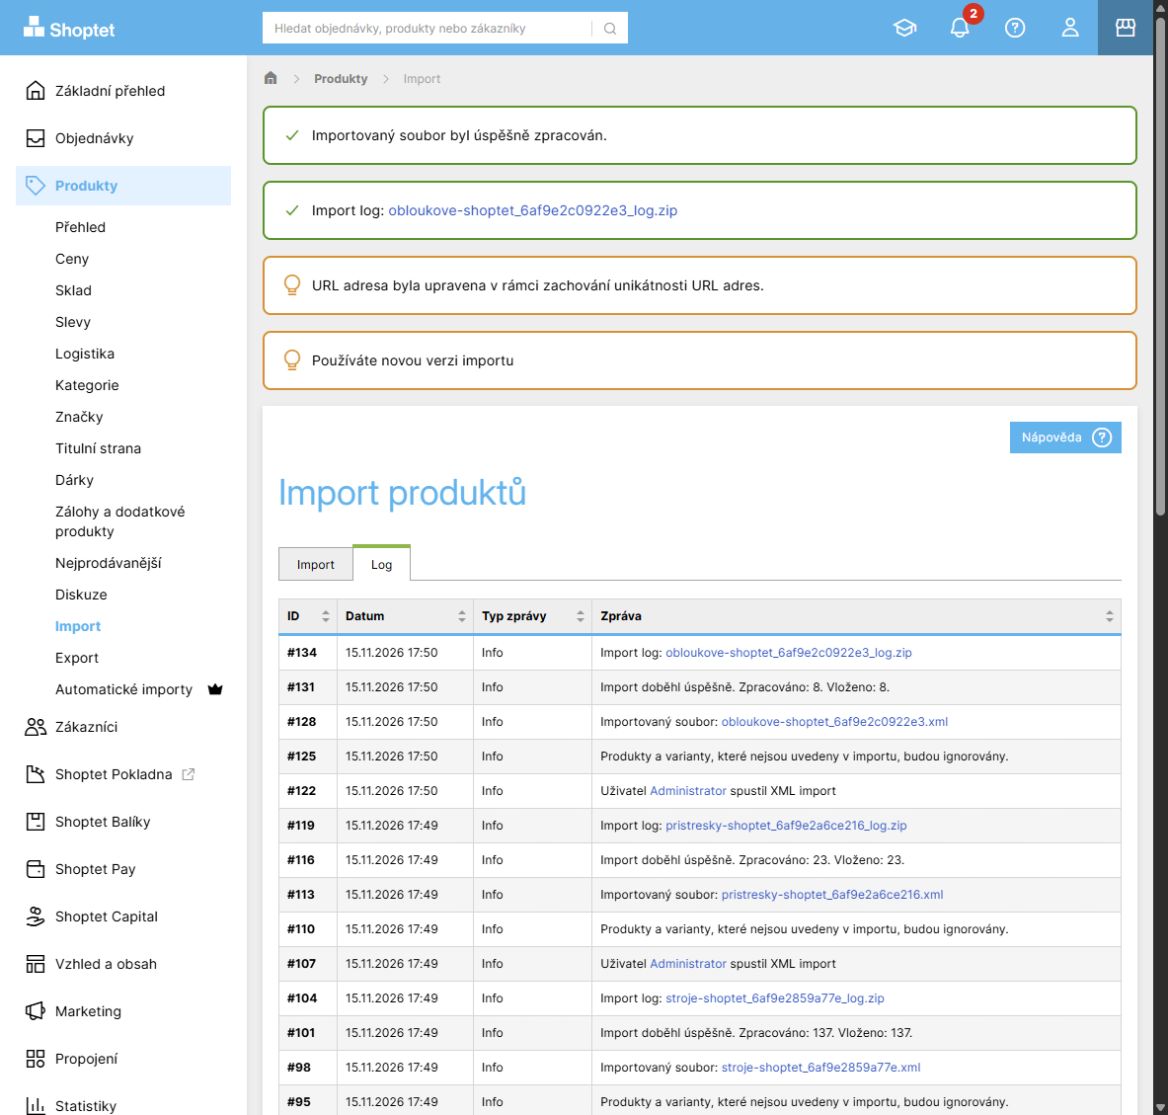 Shoptet
Hledat objednávky, produkty nebo zákazníky
2
Základní přehled
Objednávky
Produkty
Přehled
Ceny
Sklad
Slevy
Logistika
Kategorie
Značky
Titulní strana
Dárky
Zálohy a dodatkové
produkty
Nejprodávanější
Diskuze
Import
Export
Automatické importy
Zákazníci
Shoptet Pokladna
Shoptet Balíky
Shoptet Pay
Shoptet Capital
Vzhled a obsah
Marketing
Propojení
Statistiky
Produkty Import
Importovaný soubor byl úspěšně zpracován.
Import log: obloukove-shoptet_6af9e2c0922e3_log.zip
URL adresa byla upravena v rámci zachování unikátnosti URL adres.
Používáte novou verzi importu
Nápověda
Import produktů
Import Log
ID Datum Typ zprávy Zpráva
#134 15.11.2026 17:50 Info Import log: obloukove-shoptet_6af9e2c0922e3_log.zip
#131 15.11.2026 17:50 Info Import doběhl úspěšně. Zpracováno: 8. Vloženo: 8.
#128 15.11.2026 17:50 Info Importovaný soubor: obloukove-shoptet_6af9e2c0922e3.xml
#125 15.11.2026 17:50 Info Produkty a varianty, které nejsou uvedeny v importu, budou ignorovány.
#122 15.11.2026 17:50 Info Uživatel Administrator spustil XML import
#119 15.11.2026 17:49 Info Import log: pristresky-shoptet_6af9e2a6ce216_log.zip
#116 15.11.2026 17:49 Info Import doběhl úspěšně. Zpracováno: 23. Vloženo: 23.
#113 15.11.2026 17:49 Info Importovaný soubor: pristresky-shoptet_6af9e2a6ce216.xml
#110 15.11.2026 17:49 Info Produkty a varianty, které nejsou uvedeny v importu, budou ignorovány.
#107 15.11.2026 17:49 Info Uživatel Administrator spustil XML import
#104 15.11.2026 17:49 Info Import log: stroje-shoptet_6af9e2859a77e_log.zip
#101 15.11.2026 17:49 Info Import doběhl úspěšně. Zpracováno: 137. Vloženo: 137.
#98 15.11.2026 17:49 Info Importovaný soubor: stroje-shoptet_6af9e2859a77e.xml
#95 15.11.2026 17:49 Info Produkty a varianty, které nejsou uvedeny v importu, budou ignorovány.